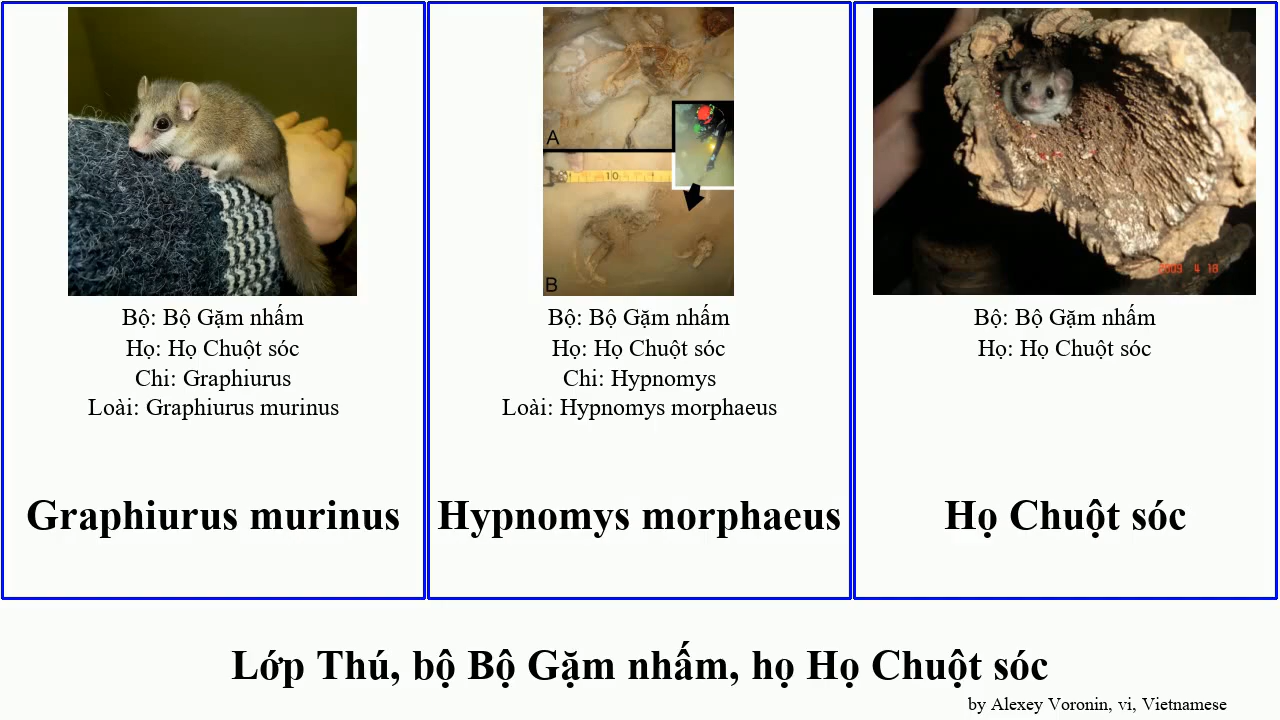 A
10
B
2009 4 18
Bộ: Bộ Gặm nhấm
Họ: Họ Chuột sóc
Chi: Graphiurus
Loài: Graphiurus murinus
Graphiurus murinus
Bộ: Bộ Gặm nhấm
Họ: Họ Chuột sóc
Chi: Hypnomys
Loài: Hypnomys morphaeus
Hypnomys morphaeus
Bộ: Bộ Gặm nhấm
Họ: Họ Chuột sóc
Họ Chuột sóc
Lớp Thú, bộ Bộ Gặm nhấm, họ Họ Chuột sóc
by Alexey Voronin, vi, Vietnamese